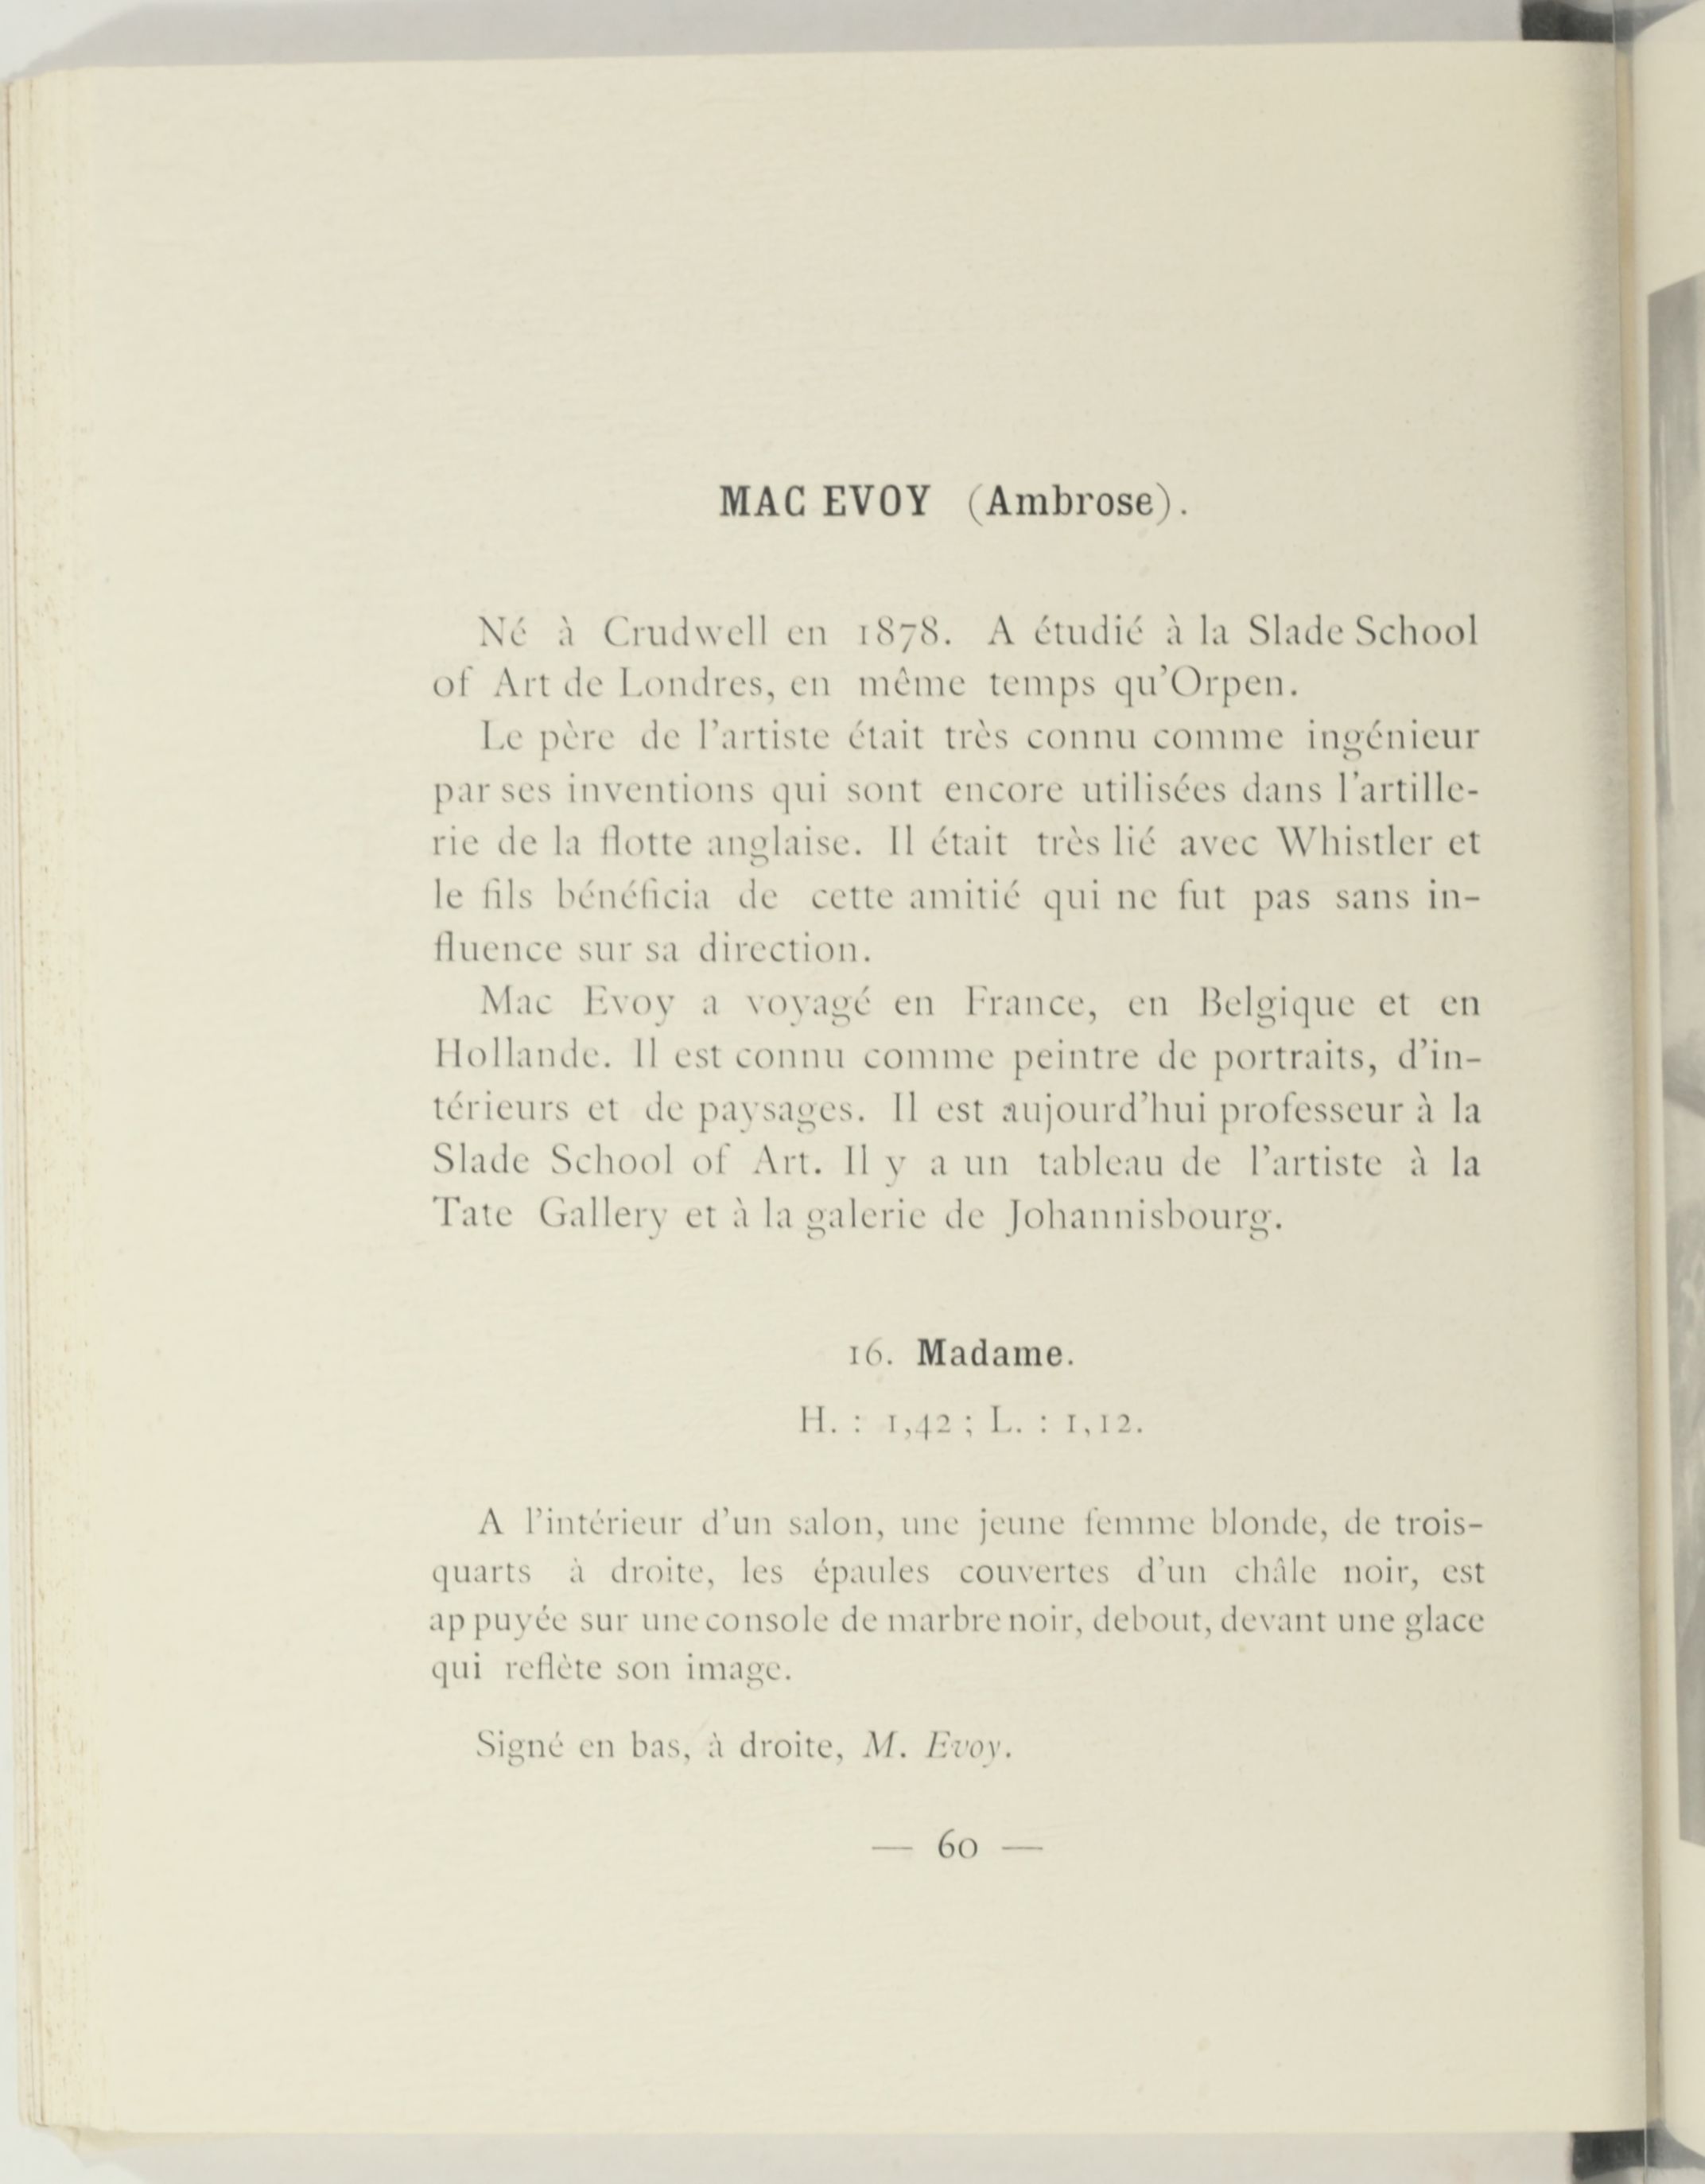 MAC EVOY (Ambrose).
Né à Crudwell en 1878. A étudié à la Slade School
of Art de Londres, en même temps qu'Orpen.
Le père de l'artiste était très connu comme ingénieur
par ses inventions qui sont encore utilisées dans l'artille-
rie de la flotte anglaise. Il était très lié avec Whistler et
le fils bénéficia de cette amitié qui ne fut pas sans in-
fluence sur sa direction.
Mac Evoy a voyagé en France, en Belgique et en
Hollande. Il est connu comme peintre de portraits, d'in-
térieurs et de paysages. Il est aujourd'hui professeur à la
Slade School of Art. Il y a un tableau de l'artiste à la
Tate Gallery et à la galerie de Johannisbourg.
16. Madame.
H. : 1,42 ; L. : 1,12.
A l'intérieur d'un salon, une jeune femme blonde, de trois-
quarts à droite, les épaules couvertes d'un châle noir, est
appuyée sur une console de marbre noir, debout, devant une glace
qui reflète son image.
Signé en bas, à droite, M. Evoy.
— 60 —